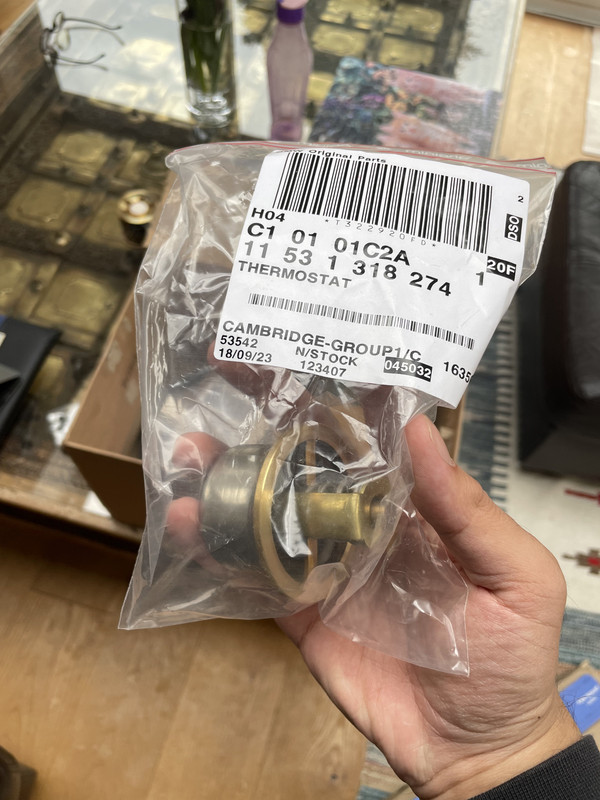 Original Parts
2
*T322920FD*
DSO
H04
C1 01 01C2A
20F
11 53 1 318 274 1
THERMOSTAT
CAMBRIDGE-GROUP1/C 1635
53542 N/STOCK 045032
18/09/23 123407